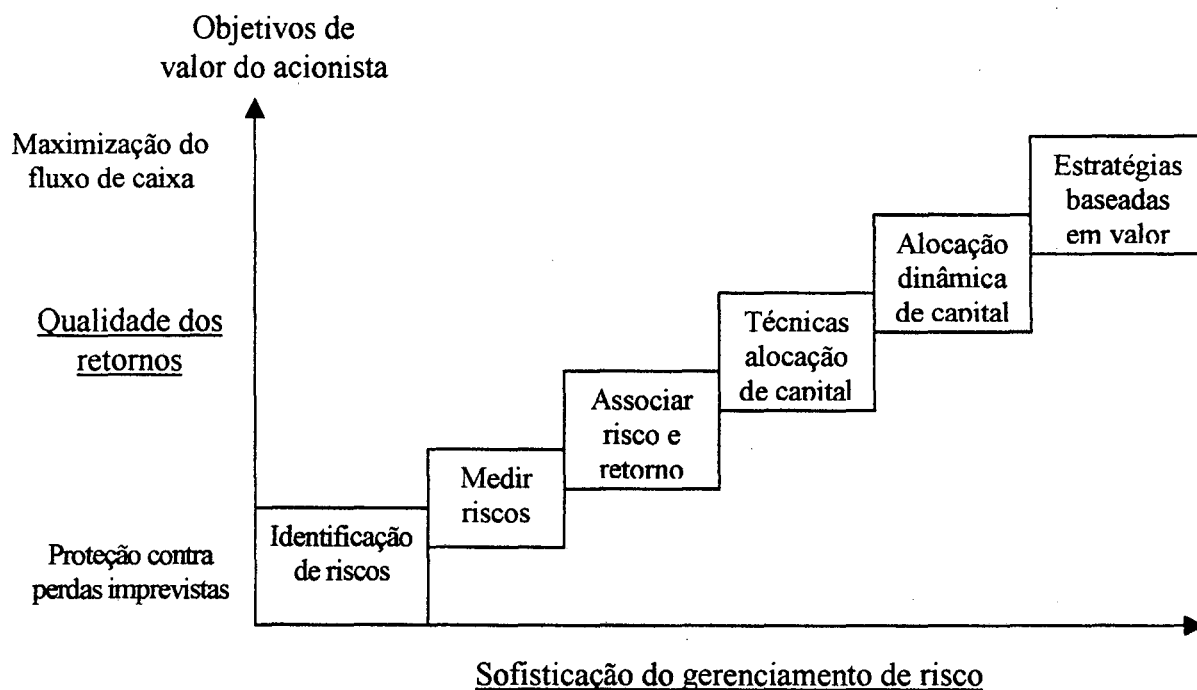 Objetivos de
valor do acionista
Maximização do
fluxo de caixa
Qualidade dos
retornos
Proteção contra
perdas imprevistas
Identificação
de riscos
Medir
riscos
Associar
risco e
retorno
Técnicas
alocação
de capital
Alocação
dinâmica
de capital
Estratégias
baseadas
em valor
Sofisticação do gerenciamento de risco